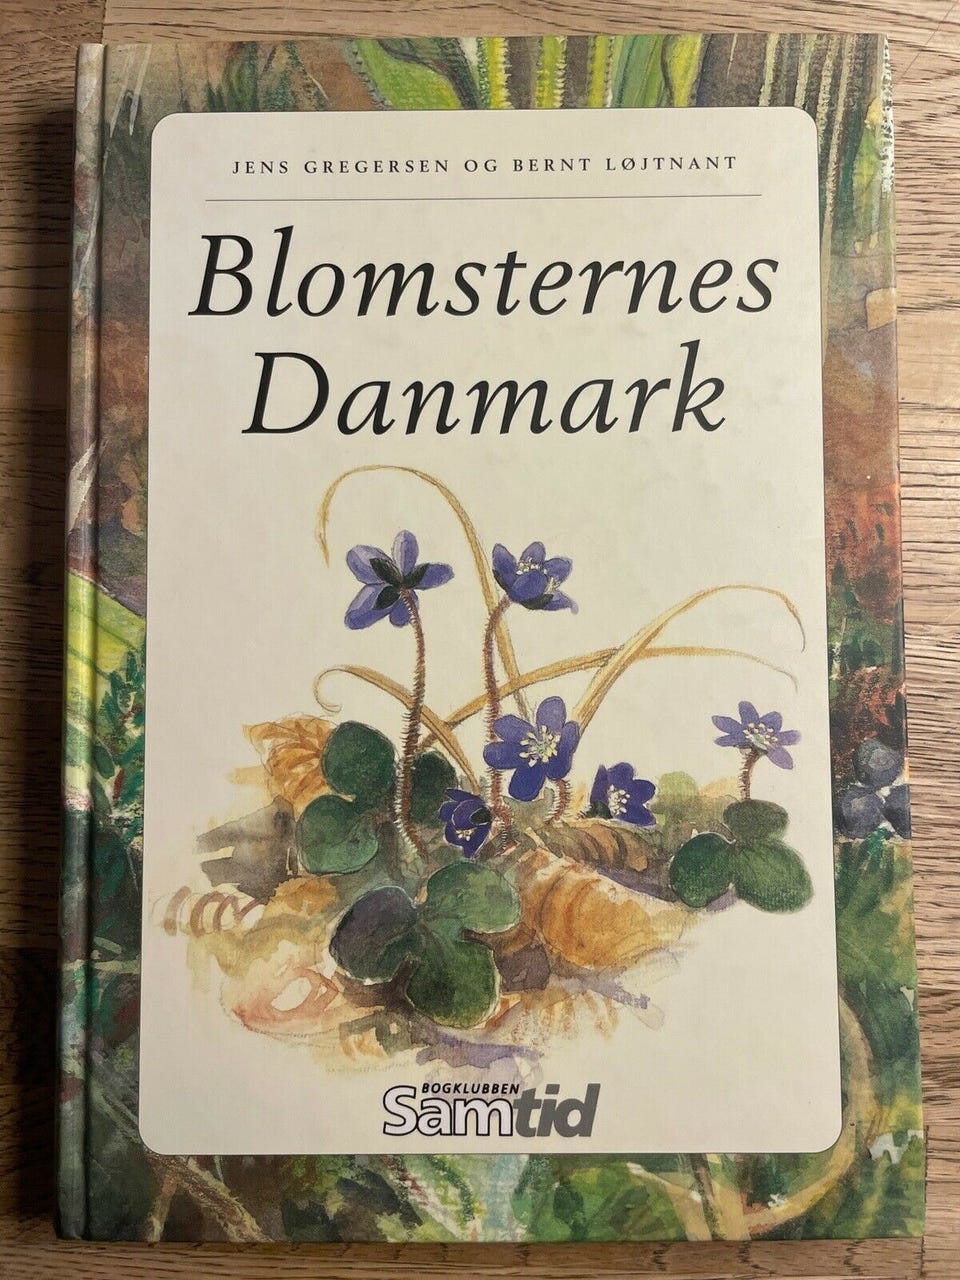 JENS GREGERSEN OG BERNT LØJTNANT
Blomsternes
Danmark
BOGKLUBBEN
Samtid